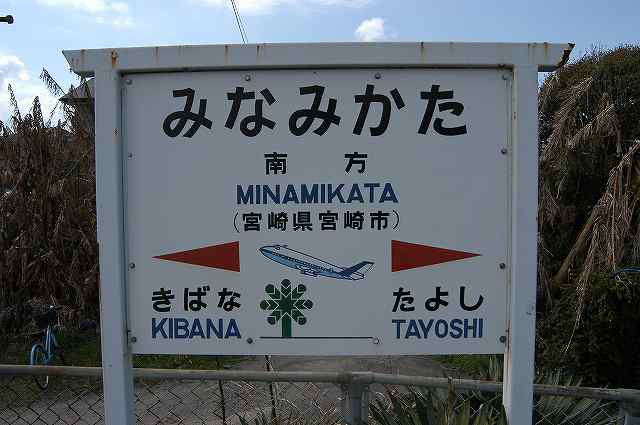 みなみかた
南方
MINAMIKATA
(宮崎県宮崎市)
きばな たよし
KIBANA TAYOSHI